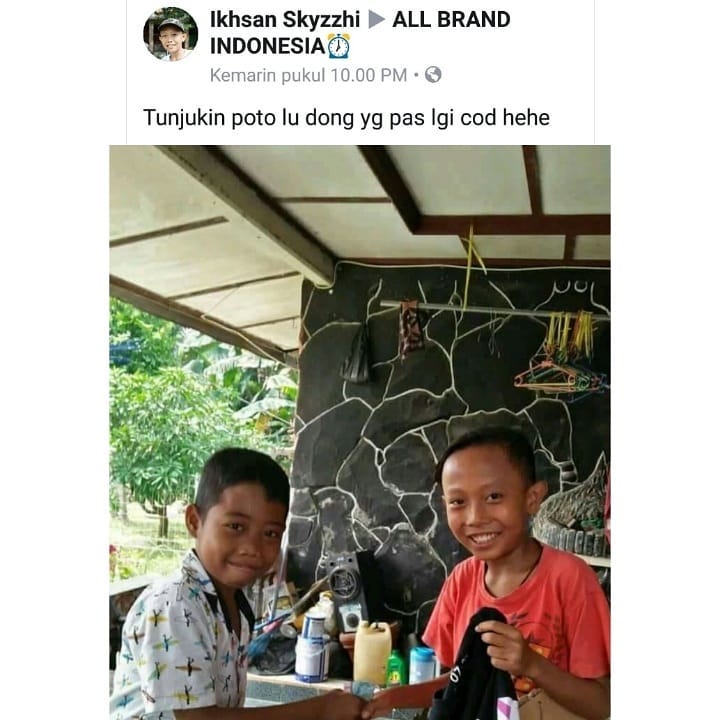 Ikhsan Skyzzhi ▶ ALL BRAND
INDONESIA⏰
Kemarin pukul 10.00 PM •
Tunjukin poto lu dong yg pas lgi cod hehe